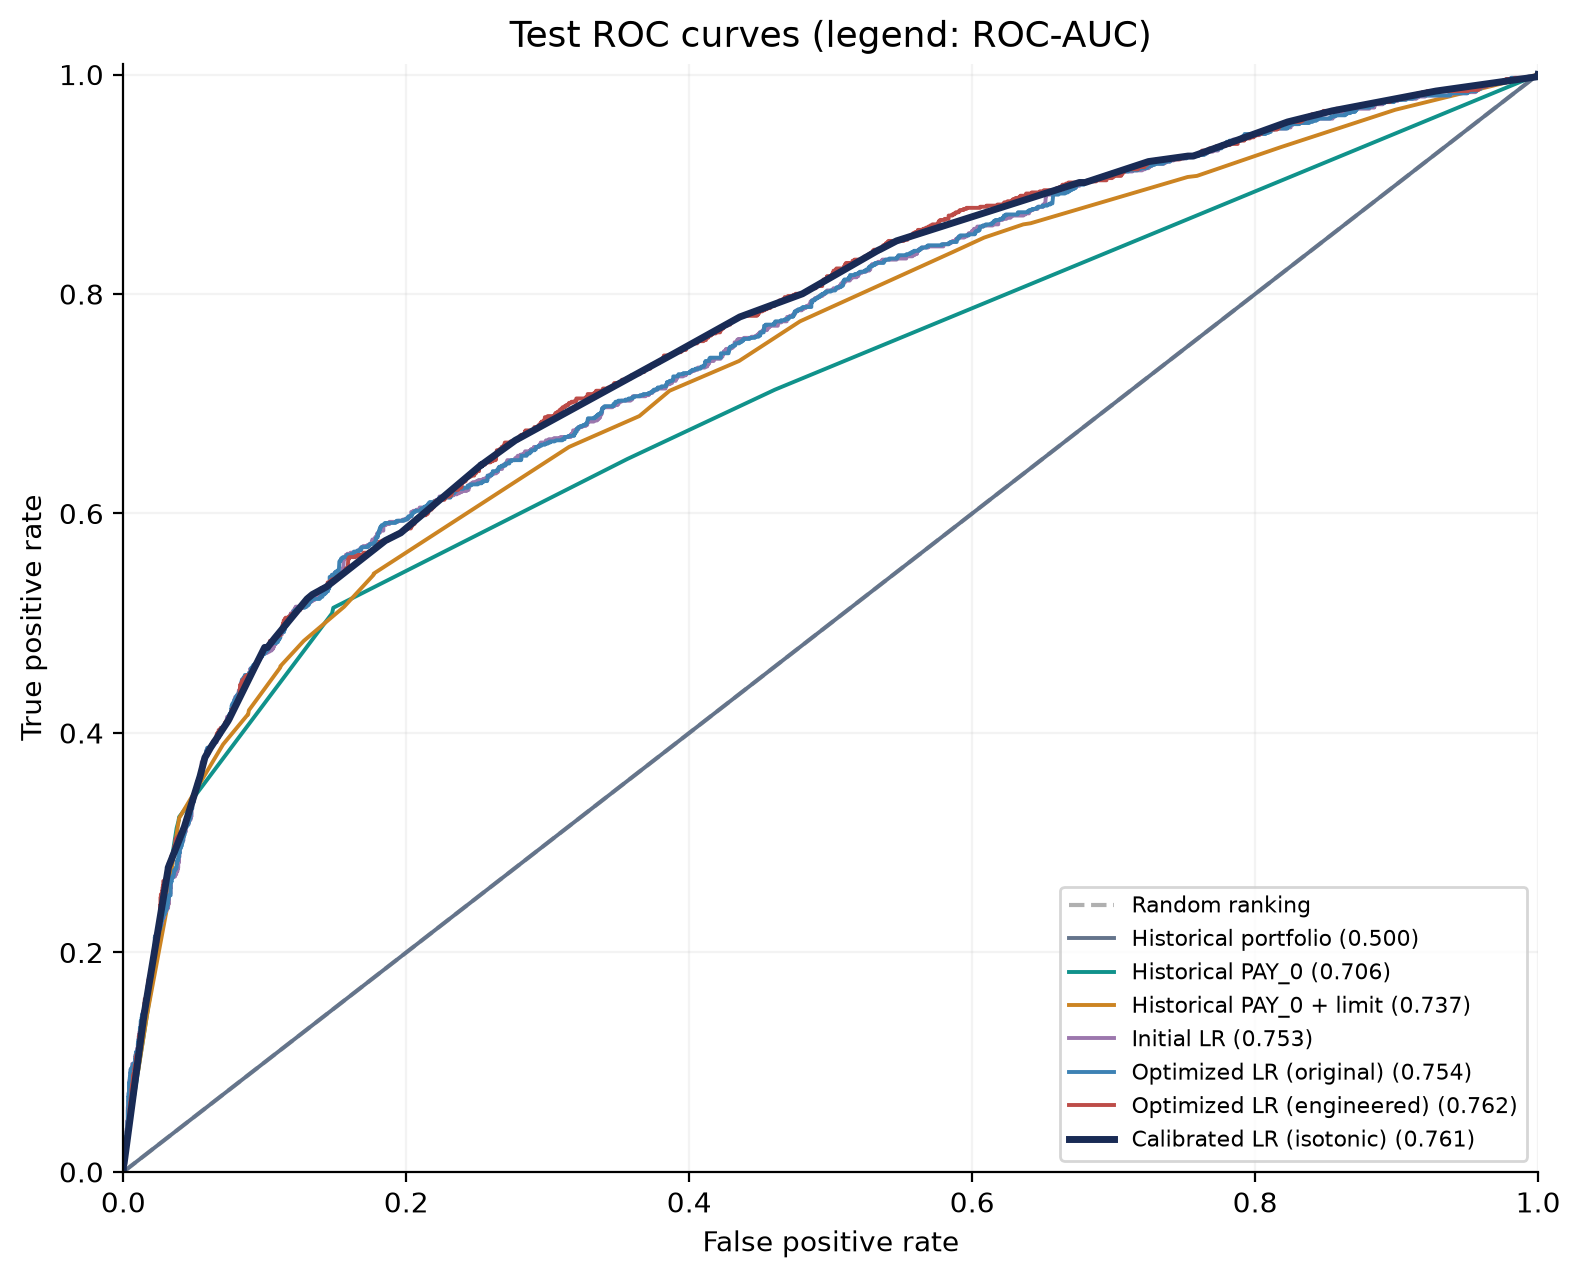 Test ROC curves (legend: ROC-AUC)
1.0
0.8
0.6
0.4
0.2
0.0
True positive rate
0.0 0.2 0.4 0.6 0.8 1.0
False positive rate
Random ranking
Historical portfolio (0.500)
Historical PAY_0 (0.706)
Historical PAY_0 + limit (0.737)
Initial LR (0.753)
Optimized LR (original) (0.754)
Optimized LR (engineered) (0.762)
Calibrated LR (isotonic) (0.761)